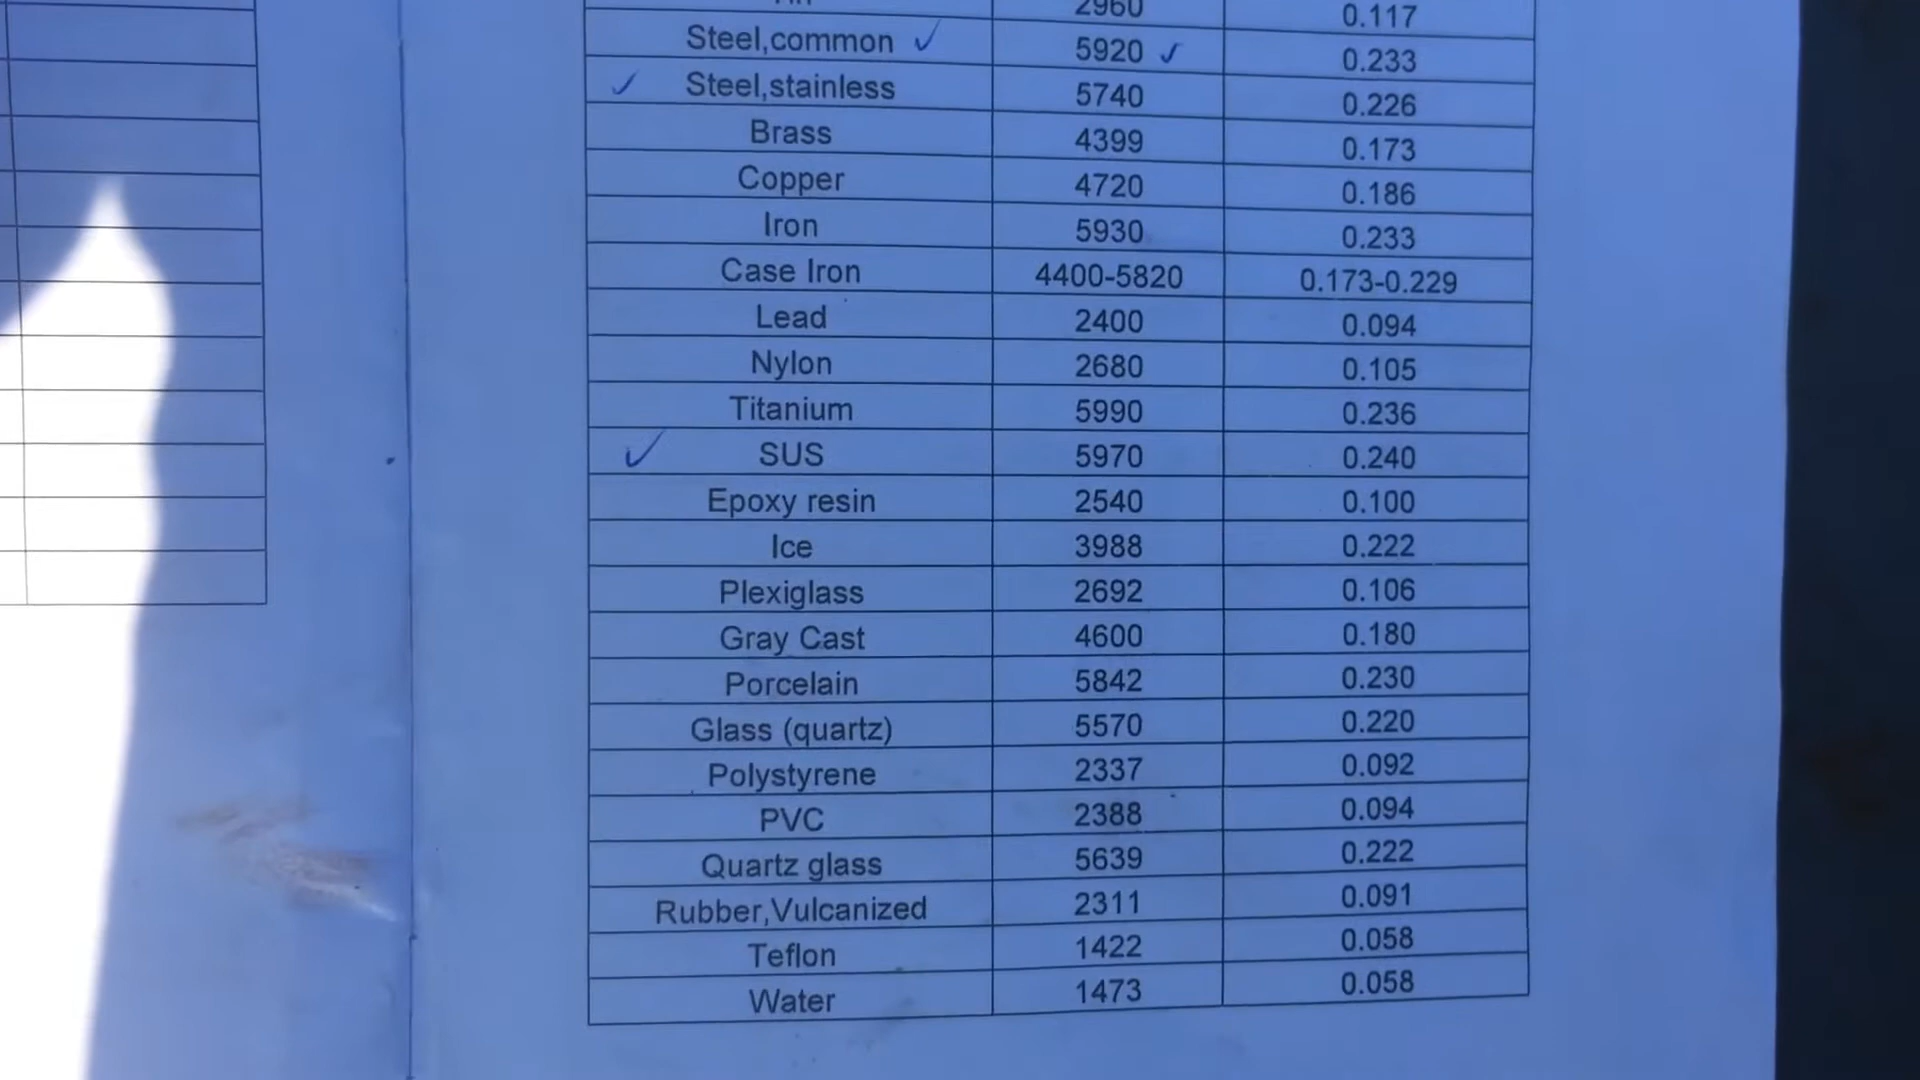 2960 0.117
Steel,common ✓ 5920 ✓ 0.233
✓ Steel,stainless 5740 0.226
Brass 4399 0.173
Copper 4720 0.186
Iron 5930 0.233
Case Iron 4400-5820 0.173-0.229
Lead 2400 0.094
Nylon 2680 0.105
Titanium 5990 0.236
✓ SUS 5970 0.240
Epoxy resin 2540 0.100
Ice 3988 0.222
Plexiglass 2692 0.106
Gray Cast 4600 0.180
Porcelain 5842 0.230
Glass (quartz) 5570 0.220
Polystyrene 2337 0.092
PVC 2388 0.094
Quartz glass 5639 0.222
Rubber,Vulcanized 2311 0.091
Teflon 1422 0.058
Water 1473 0.058